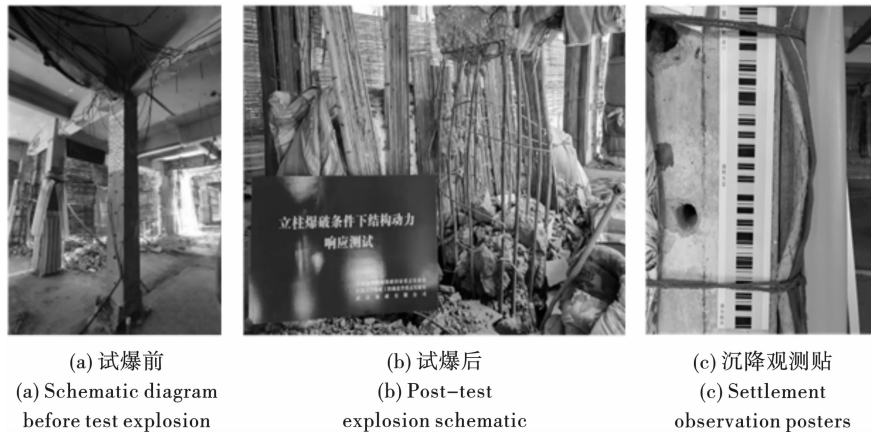 立柱爆破条件下结构动力
响应测试
(a) 试爆前
(a) Schematic diagram
before test explosion
(b) 试爆后
(b) Post-test
explosion schematic
(c) 沉降观测贴
(c) Settlement
observation posters